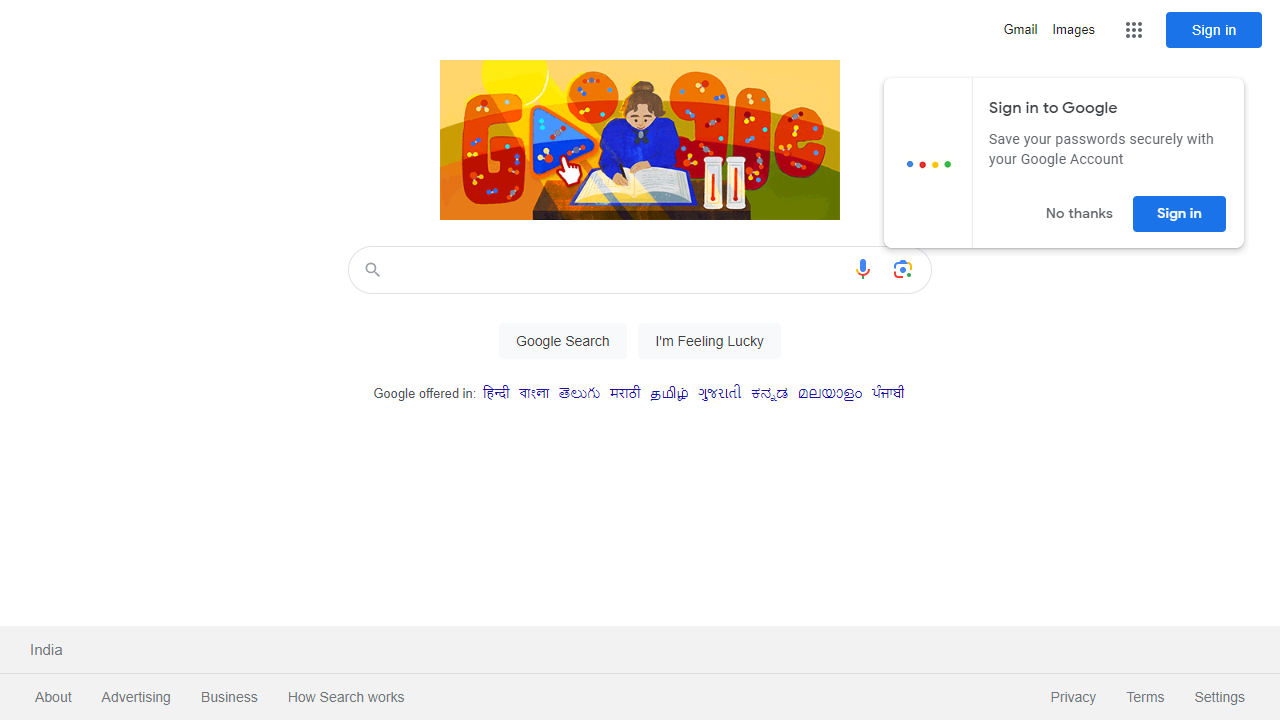 Gmail Images Sign in
Sign in to Google
Save your passwords securely with
your Google Account
No thanks Sign in
Google Search I'm Feeling Lucky
Google offered in: हिन्दी বাংলা తెలుగు मराठी தமிழ் ગુજરાતી ಕನ್ನಡ മലയാളം ਪੰਜਾਬੀ
India
About Advertising Business How Search works Privacy Terms Settings